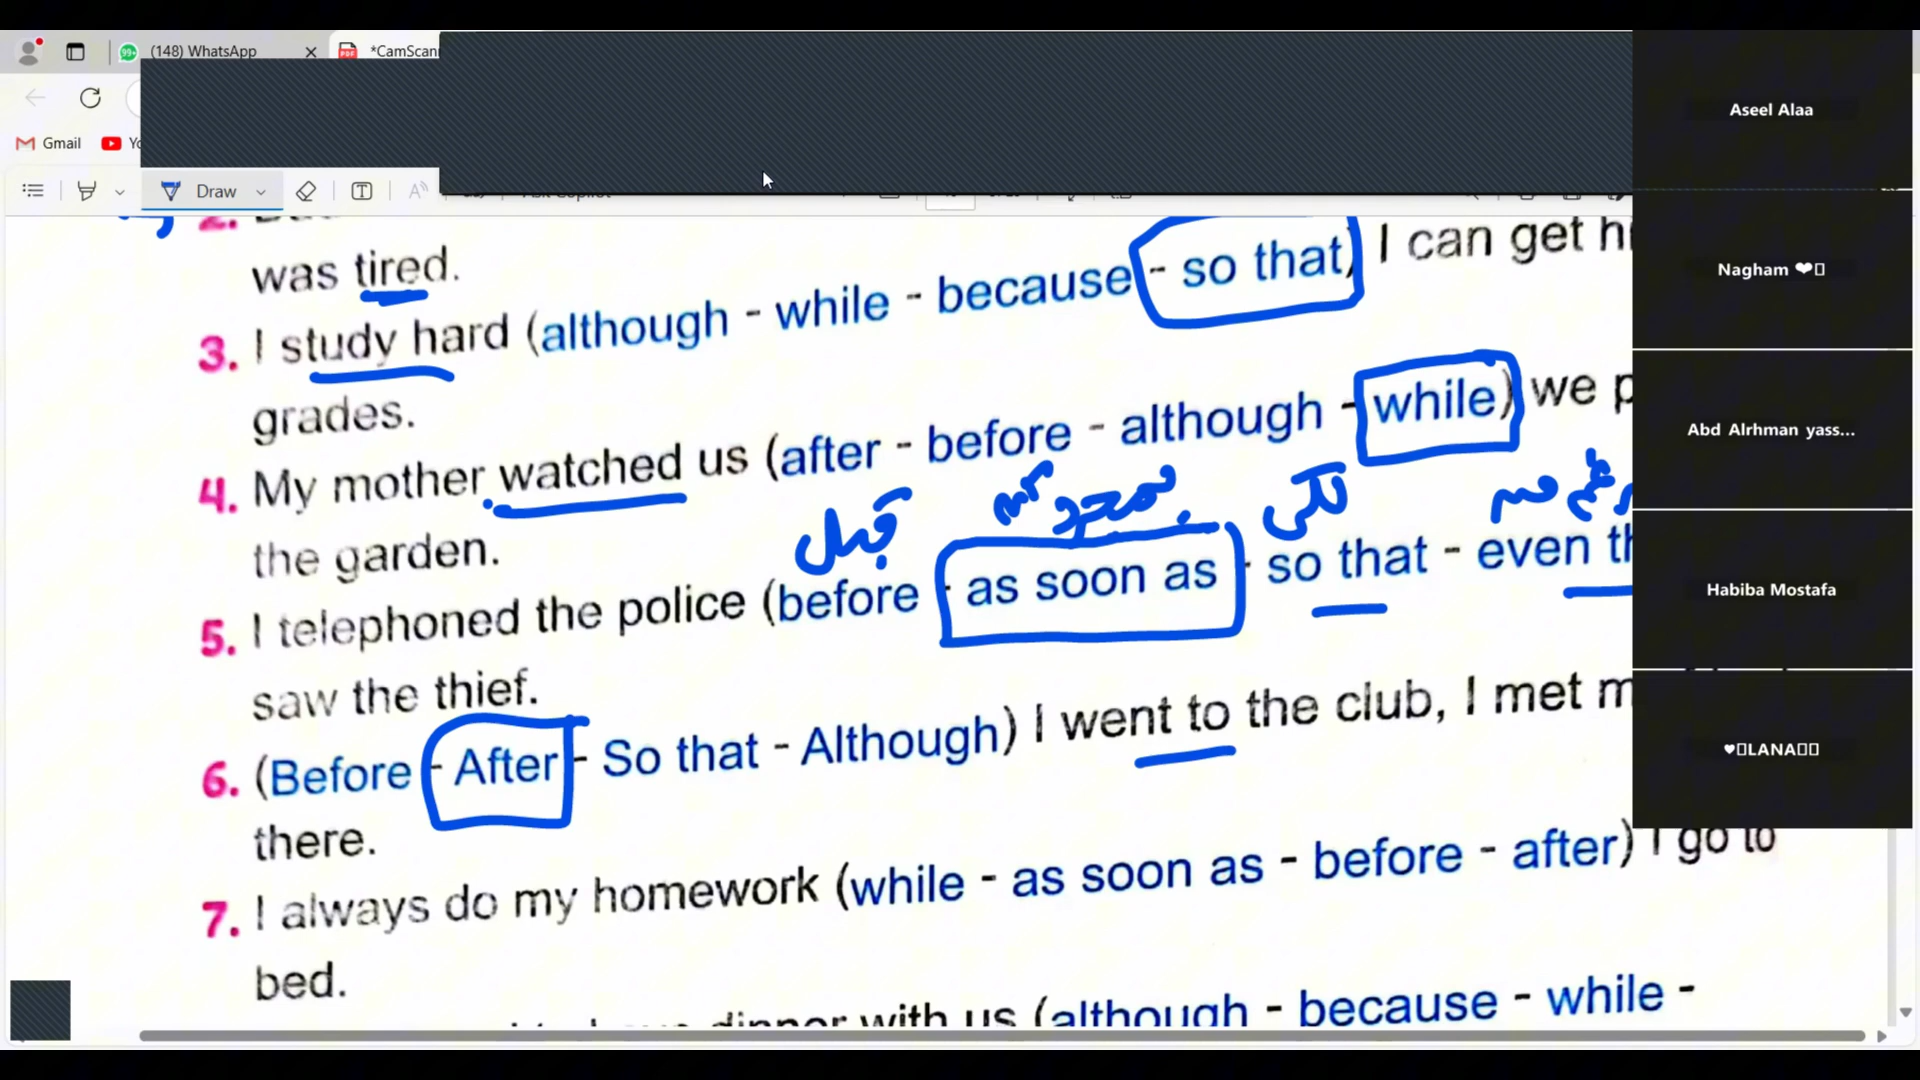 (148) WhatsApp
*CamScan
Gmail
Draw
Aseel Alaa
Nagham ❤
Abd Alrhman yass...
Habiba Mostafa
♥LANA
2.
was tired.
3. I study hard (although - while - because - so that) I can get hi
grades.
4. My mother watched us (after - before - although - while) we p
the garden.
قبل
بمجرد
لكى
5. I telephoned the police (before - as soon as - so that - even th
saw the thief.
6. (Before - After - So that - Although) I went to the club, I met m
there.
7. I always do my homework (while - as soon as - before - after) I go to
bed.
dinner with us (although - because - while -